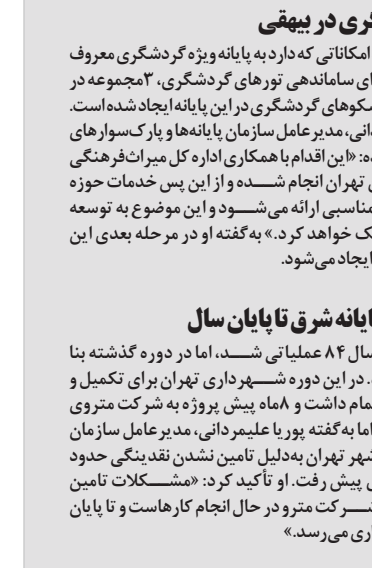 گری در بیهقی
امکاناتی که دارد به پایانه ویژه گردشگری معروف
ای ساماندهی تورهای گردشگری، ۳مجموعه در
سکوهای گردشگری در این پایانه ایجاد شده است.
دانی، مدیرعامل سازمان پایانه‌ها و پارک‌سوارهای
ده: «این اقدام با همکاری اداره کل میراث‌فرهنگی
تهران انجام شده و از این پس خدمات حوزه
مناسبی ارائه می‌شود و این موضوع به توسعه
ک خواهد کرد.» به‌گفته او در مرحله بعدی این
ایجاد می‌شود.
پایانه شرق تا پایان سال
سال ۸۴ عملیاتی شد، اما در دوره گذشته بنا
. در این دوره شهرداری تهران برای تکمیل و
تمام داشت و ۸ماه پیش پروژه به شرکت متروی
اما به‌گفته پوریا علیمردانی، مدیرعامل سازمان
شهر تهران به‌دلیل تامین نشدن نقدینگی حدود
پیش رفت. او تأکید کرد: «مشکلات تامین
شرکت مترو در حال انجام کارهاست و تا پایان
اری می‌رسد.»